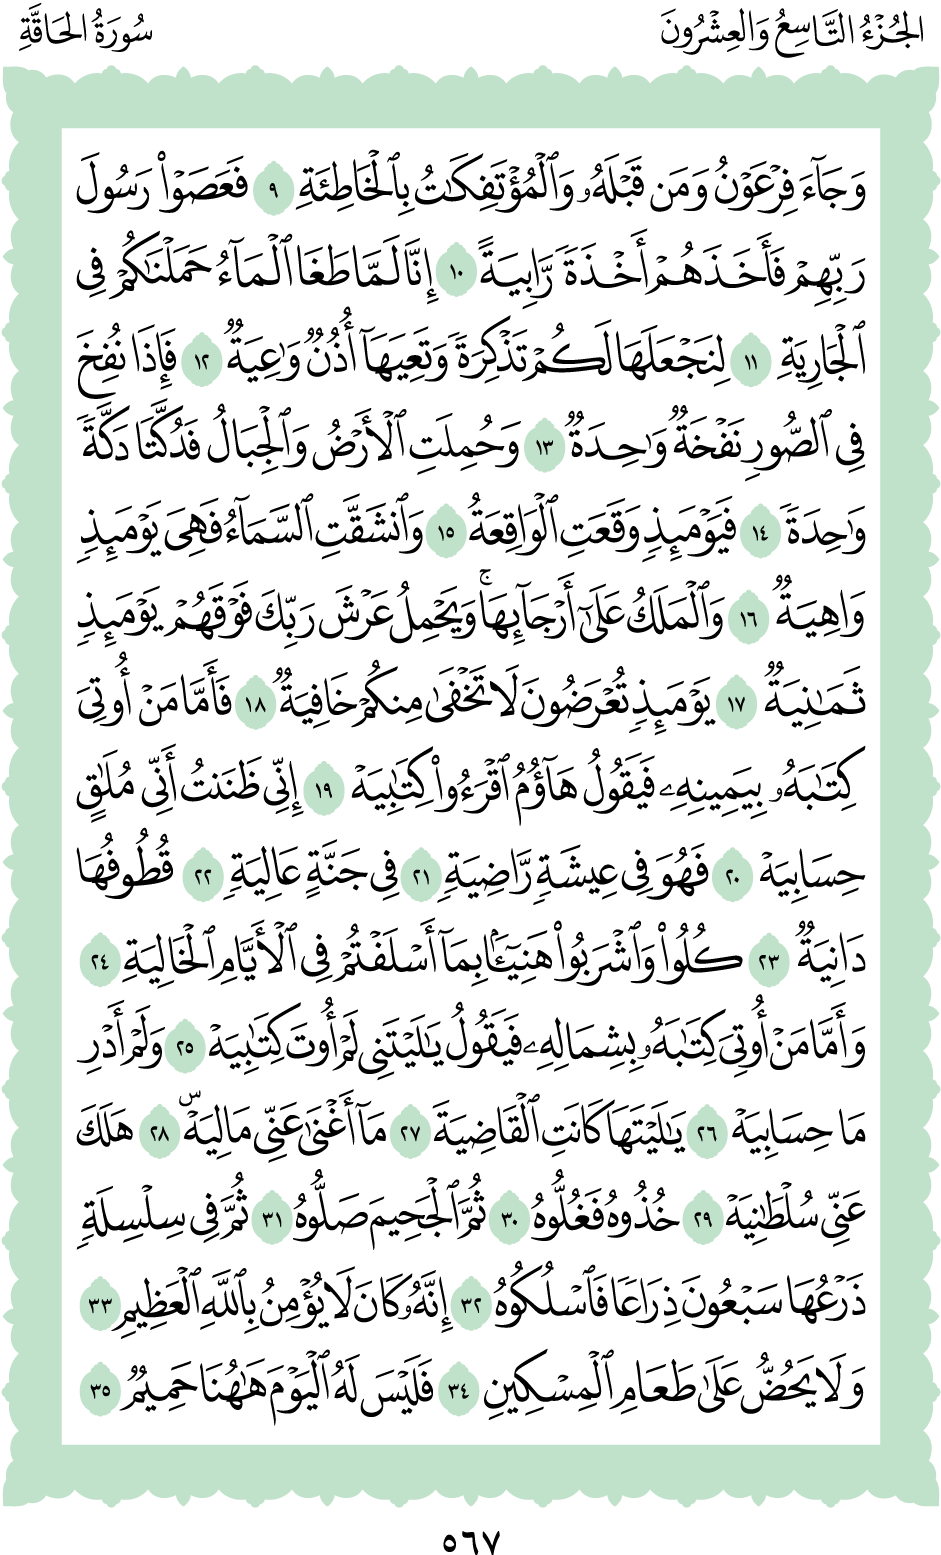 الجُزْءُ التَّاسِعُ وَالعِشْرُونَ
سُورَةُ الحَاقَّةِ
وَجَآءَ فِرْعَوْنُ وَمَن قَبْلَهُۥ وَٱلْمُؤْتَفِكَـٰتُ بِٱلْخَاطِئَةِ ٩ فَعَصَوْا۟ رَسُولَ
رَبِّهِمْ فَأَخَذَهُمْ أَخْذَةً رَّابِيَةً ١٠ إِنَّا لَمَّا طَغَا ٱلْمَآءُ حَمَلْنَـٰكُمْ فِى
ٱلْجَارِيَةِ ١١ لِنَجْعَلَهَا لَكُمْ تَذْكِرَةً وَتَعِيَهَآ أُذُنٌ وَٰعِيَةٌ ١٢ فَإِذَا نُفِخَ
فِى ٱلصُّورِ نَفْخَةٌ وَٰحِدَةٌ ١٣ وَحُمِلَتِ ٱلْأَرْضُ وَٱلْجِبَالُ فَدُكَّتَا دَكَّةً
وَٰحِدَةً ١٤ فَيَوْمَئِذٍ وَقَعَتِ ٱلْوَاقِعَةُ ١٥ وَٱنشَقَّتِ ٱلسَّمَآءُ فَهِىَ يَوْمَئِذٍ
وَاهِيَةٌ ١٦ وَٱلْمَلَكُ عَلَىٰٓ أَرْجَآئِهَا ۚ وَيَحْمِلُ عَرْشَ رَبِّكَ فَوْقَهُمْ يَوْمَئِذٍ
ثَمَـٰنِيَةٌ ١٧ يَوْمَئِذٍ تُعْرَضُونَ لَا تَخْفَىٰ مِنكُمْ خَافِيَةٌ ١٨ فَأَمَّا مَنْ أُوتِىَ
كِتَـٰبَهُۥ بِيَمِينِهِۦ فَيَقُولُ هَآؤُمُ ٱقْرَءُوا۟ كِتَـٰبِيَهْ ١٩ إِنِّى ظَنَنتُ أَنِّى مُلَـٰقٍ
حِسَابِيَهْ ٢٠ فَهُوَ فِى عِيشَةٍ رَّاضِيَةٍ ٢١ فِى جَنَّةٍ عَالِيَةٍ ٢٢ قُطُوفُهَا
دَانِيَةٌ ٢٣ كُلُوا۟ وَٱشْرَبُوا۟ هَنِيٓـًٔۢا بِمَآ أَسْلَفْتُمْ فِى ٱلْأَيَّامِ ٱلْخَالِيَةِ ٢٤
وَأَمَّا مَنْ أُوتِىَ كِتَـٰبَهُۥ بِشِمَالِهِۦ فَيَقُولُ يَـٰلَيْتَنِى لَمْ أُوتَ كِتَـٰبِيَهْ ٢٥ وَلَمْ أَدْرِ
مَا حِسَابِيَهْ ٢٦ يَـٰلَيْتَهَا كَانَتِ ٱلْقَاضِيَةَ ٢٧ مَآ أَغْنَىٰ عَنِّى مَالِيَهْ ۜ ٢٨ هَلَكَ
عَنِّى سُلْطَـٰنِيَهْ ٢٩ خُذُوهُ فَغُلُّوهُ ٣٠ ثُمَّ ٱلْجَحِيمَ صَلُّوهُ ٣١ ثُمَّ فِى سِلْسِلَةٍ
ذَرْعُهَا سَبْعُونَ ذِرَاعًا فَٱسْلُكُوهُ ٣٢ إِنَّهُۥ كَانَ لَا يُؤْمِنُ بِٱللَّهِ ٱلْعَظِيمِ ٣٣
وَلَا يَحُضُّ عَلَىٰ طَعَامِ ٱلْمِسْكِينِ ٣٤ فَلَيْسَ لَهُ ٱلْيَوْمَ هَـٰهُنَا حَمِيمٌ ٣٥
٥٦٧